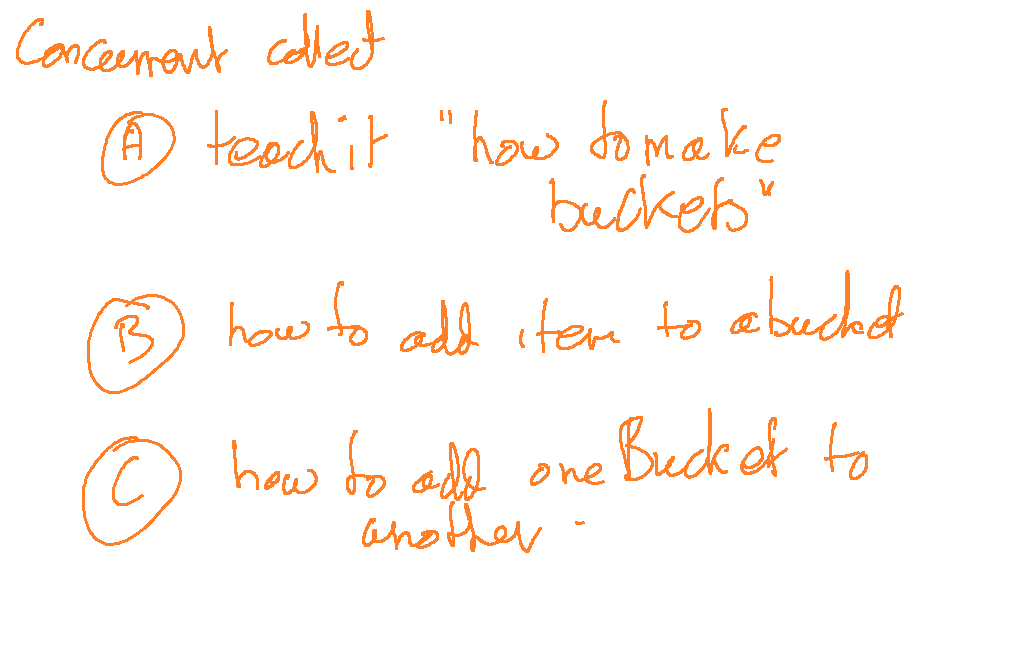 Concurrent collect
A teach it "how to make
buckets"
B how to add item to a bucket
C how to add one Bucket to
another.